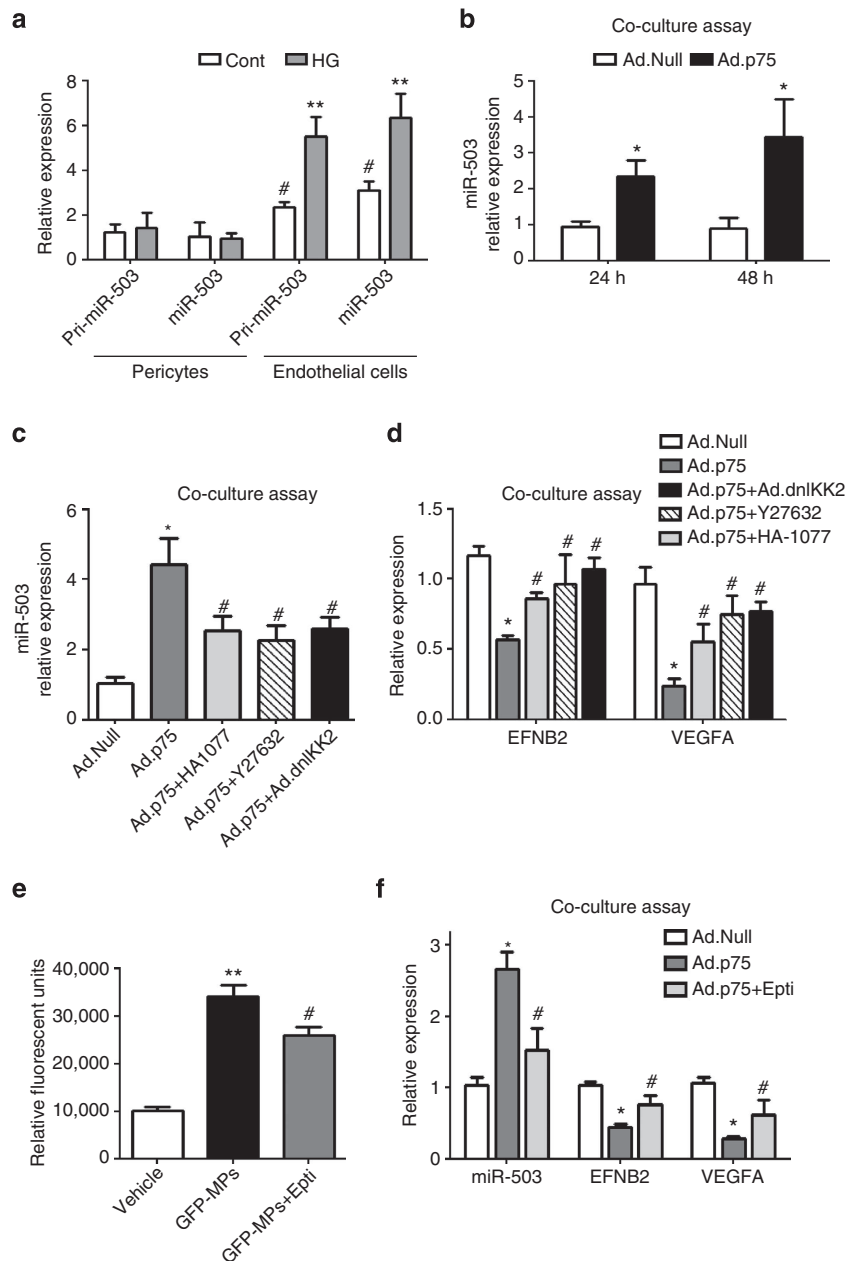 a
Cont HG
Relative expression
8
6
4
2
0
#
**
#
**
Pri-miR-503
miR-503
Pri-miR-503
miR-503
Pericytes
Endothelial cells
b
Co-culture assay
Ad.Null Ad.p75
miR-503
relative expression
5
4
3
2
1
0
*
*
24 h
48 h
c
Co-culture assay
miR-503
relative expression
6
4
2
0
*
#
#
#
Ad.Null
Ad.p75
Ad.p75+HA1077
Ad.p75+Y27632
Ad.p75+Ad.dnIKK2
d
Ad.Null
Ad.p75
Ad.p75+Ad.dnIKK2
Ad.p75+Y27632
Ad.p75+HA-1077
Co-culture assay
Relative expression
1.5
1.0
0.5
0.0
*
#
#
#
*
#
#
#
EFNB2
VEGFA
e
Relative fluorescent units
40,000
30,000
20,000
10,000
0
**
#
Vehicle
GFP-MPs
GFP-MPs+Epti
f
Co-culture assay
Ad.Null
Ad.p75
Ad.p75+Epti
Relative expression
3
2
1
0
*
#
*
#
*
#
miR-503
EFNB2
VEGFA